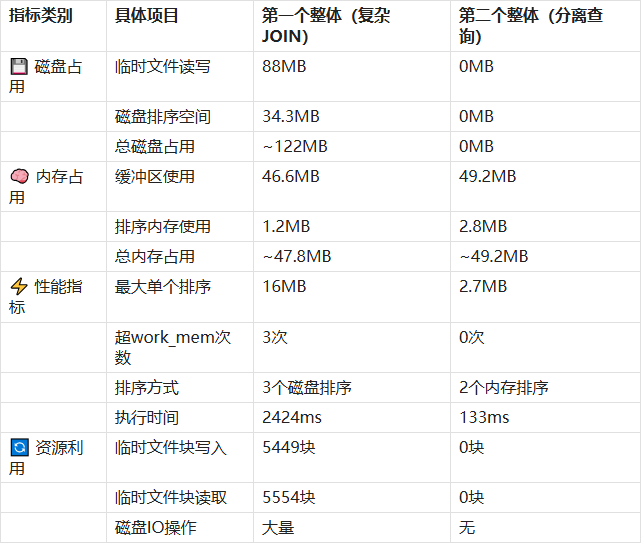 指标类别 具体项目 第一个整体（复杂JOIN） 第二个整体（分离查询）
💾 磁盘占用 临时文件读写 88MB 0MB
磁盘排序空间 34.3MB 0MB
总磁盘占用 ~122MB 0MB
🧠 内存占用 缓冲区使用 46.6MB 49.2MB
排序内存使用 1.2MB 2.8MB
总内存占用 ~47.8MB ~49.2MB
⚡ 性能指标 最大单个排序 16MB 2.7MB
超work_mem次数 3次 0次
排序方式 3个磁盘排序 2个内存排序
执行时间 2424ms 133ms
🔄 资源利用 临时文件块写入 5449块 0块
临时文件块读取 5554块 0块
磁盘IO操作 大量 无